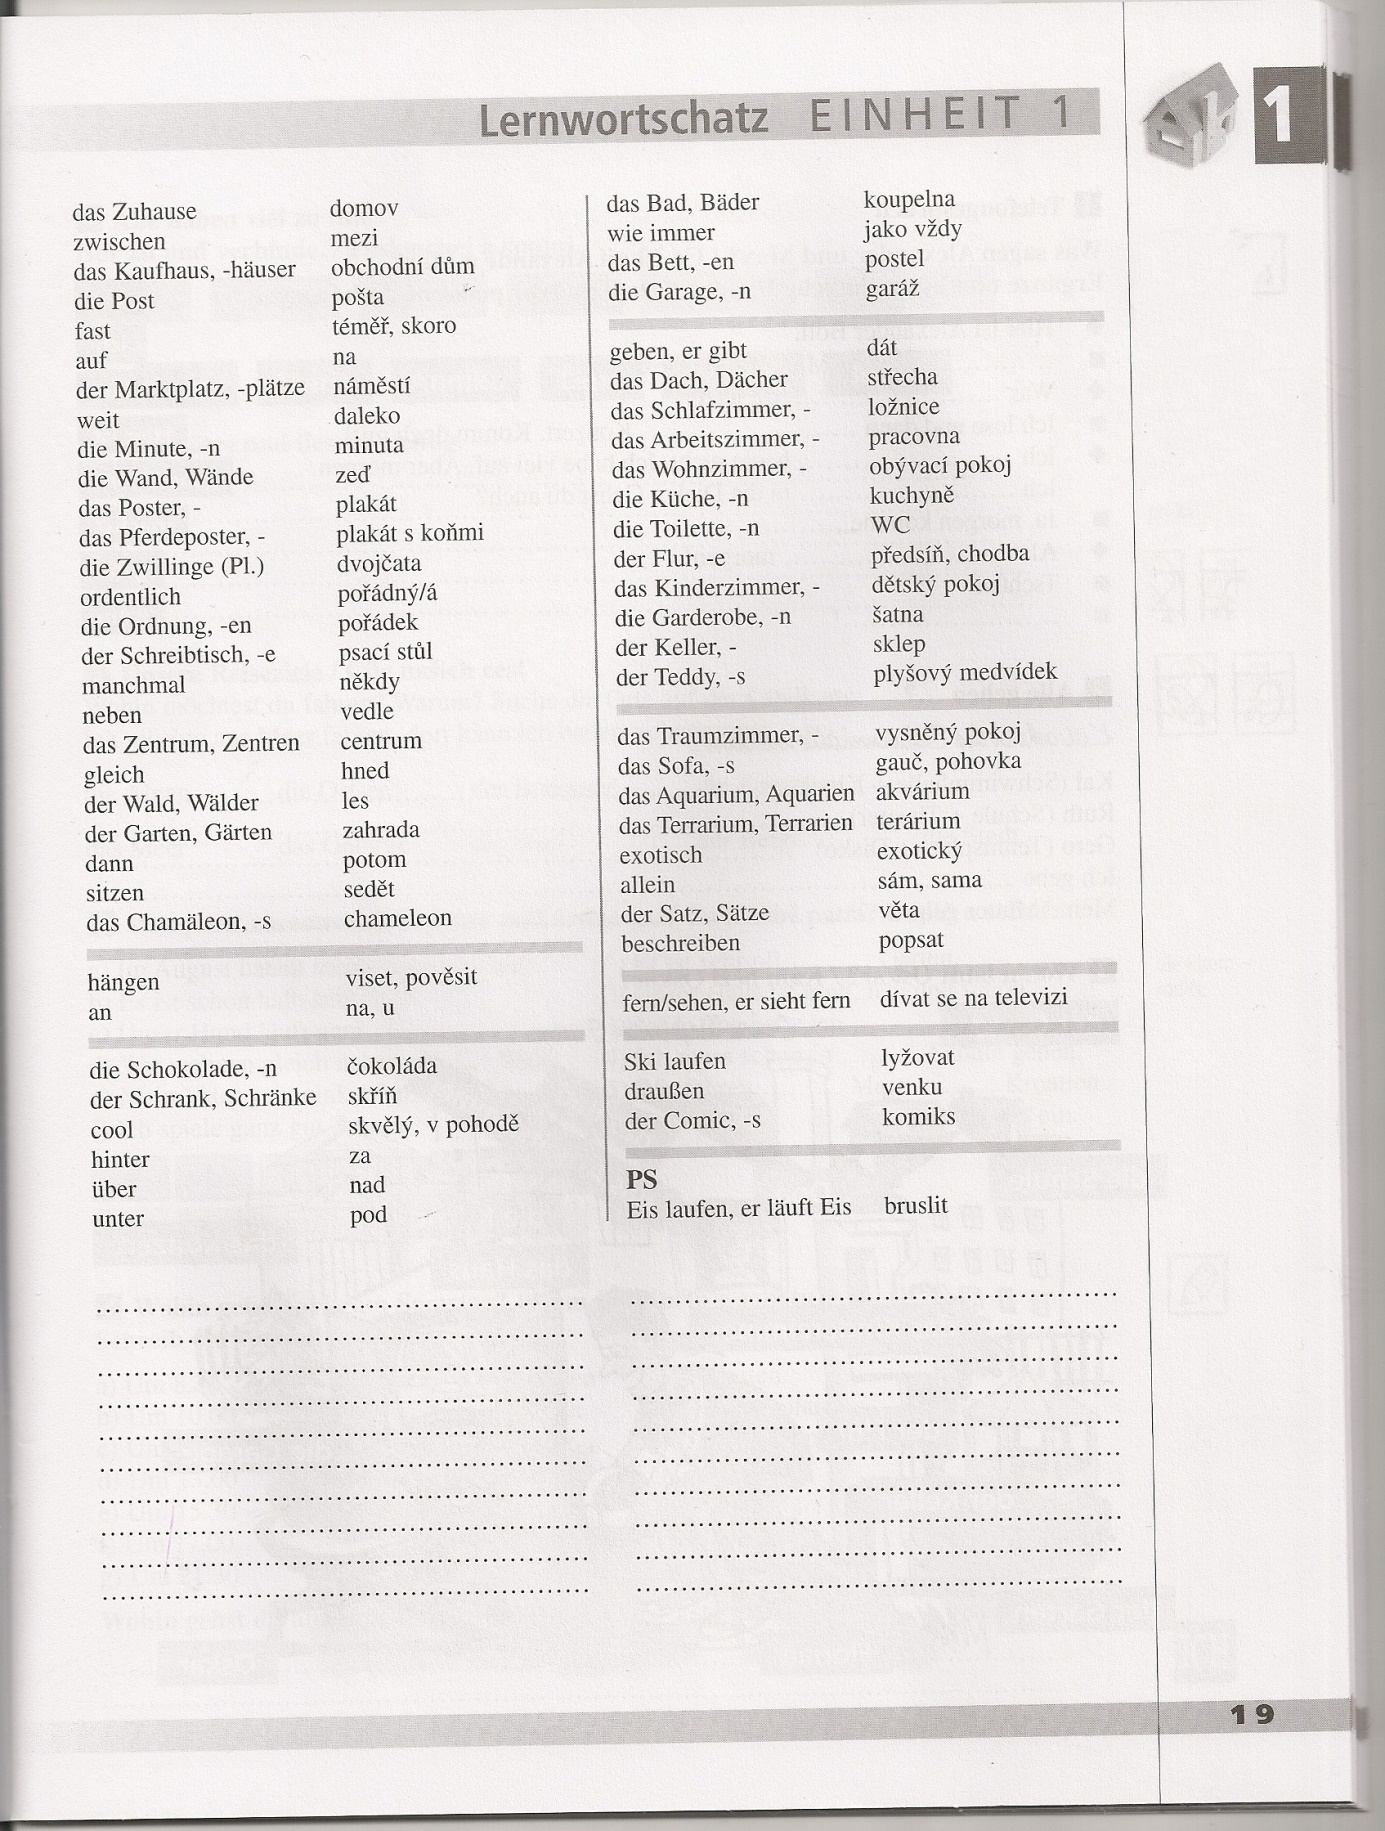 Lernwortschatz EINHEIT 1
1
das Zuhause domov
zwischen mezi
das Kaufhaus, -häuser obchodní dům
die Post pošta
fast téměř, skoro
auf na
der Marktplatz, -plätze náměstí
weit daleko
die Minute, -n minuta
die Wand, Wände zeď
das Poster, - plakát
das Pferdeposter, - plakát s koňmi
die Zwillinge (Pl.) dvojčata
ordentlich pořádný/á
die Ordnung, -en pořádek
der Schreibtisch, -e psací stůl
manchmal někdy
neben vedle
das Zentrum, Zentren centrum
gleich hned
der Wald, Wälder les
der Garten, Gärten zahrada
dann potom
sitzen sedět
das Chamäleon, -s chameleon
hängen viset, pověsit
an na, u
die Schokolade, -n čokoláda
der Schrank, Schränke skříň
cool skvělý, v pohodě
hinter za
über nad
unter pod
das Bad, Bäder koupelna
wie immer jako vždy
das Bett, -en postel
die Garage, -n garáž
geben, er gibt dát
das Dach, Dächer střecha
das Schlafzimmer, - ložnice
das Arbeitszimmer, - pracovna
das Wohnzimmer, - obývací pokoj
die Küche, -n kuchyně
die Toilette, -n WC
der Flur, -e předsíň, chodba
das Kinderzimmer, - dětský pokoj
die Garderobe, -n šatna
der Keller, - sklep
der Teddy, -s plyšový medvídek
das Traumzimmer, - vysněný pokoj
das Sofa, -s gauč, pohovka
das Aquarium, Aquarien akvárium
das Terrarium, Terrarien terárium
exotisch exotický
allein sám, sama
der Satz, Sätze věta
beschreiben popsat
fern/sehen, er sieht fern dívat se na televizi
Ski laufen lyžovat
draußen venku
der Comic, -s komiks
PS
Eis laufen, er läuft Eis bruslit
19